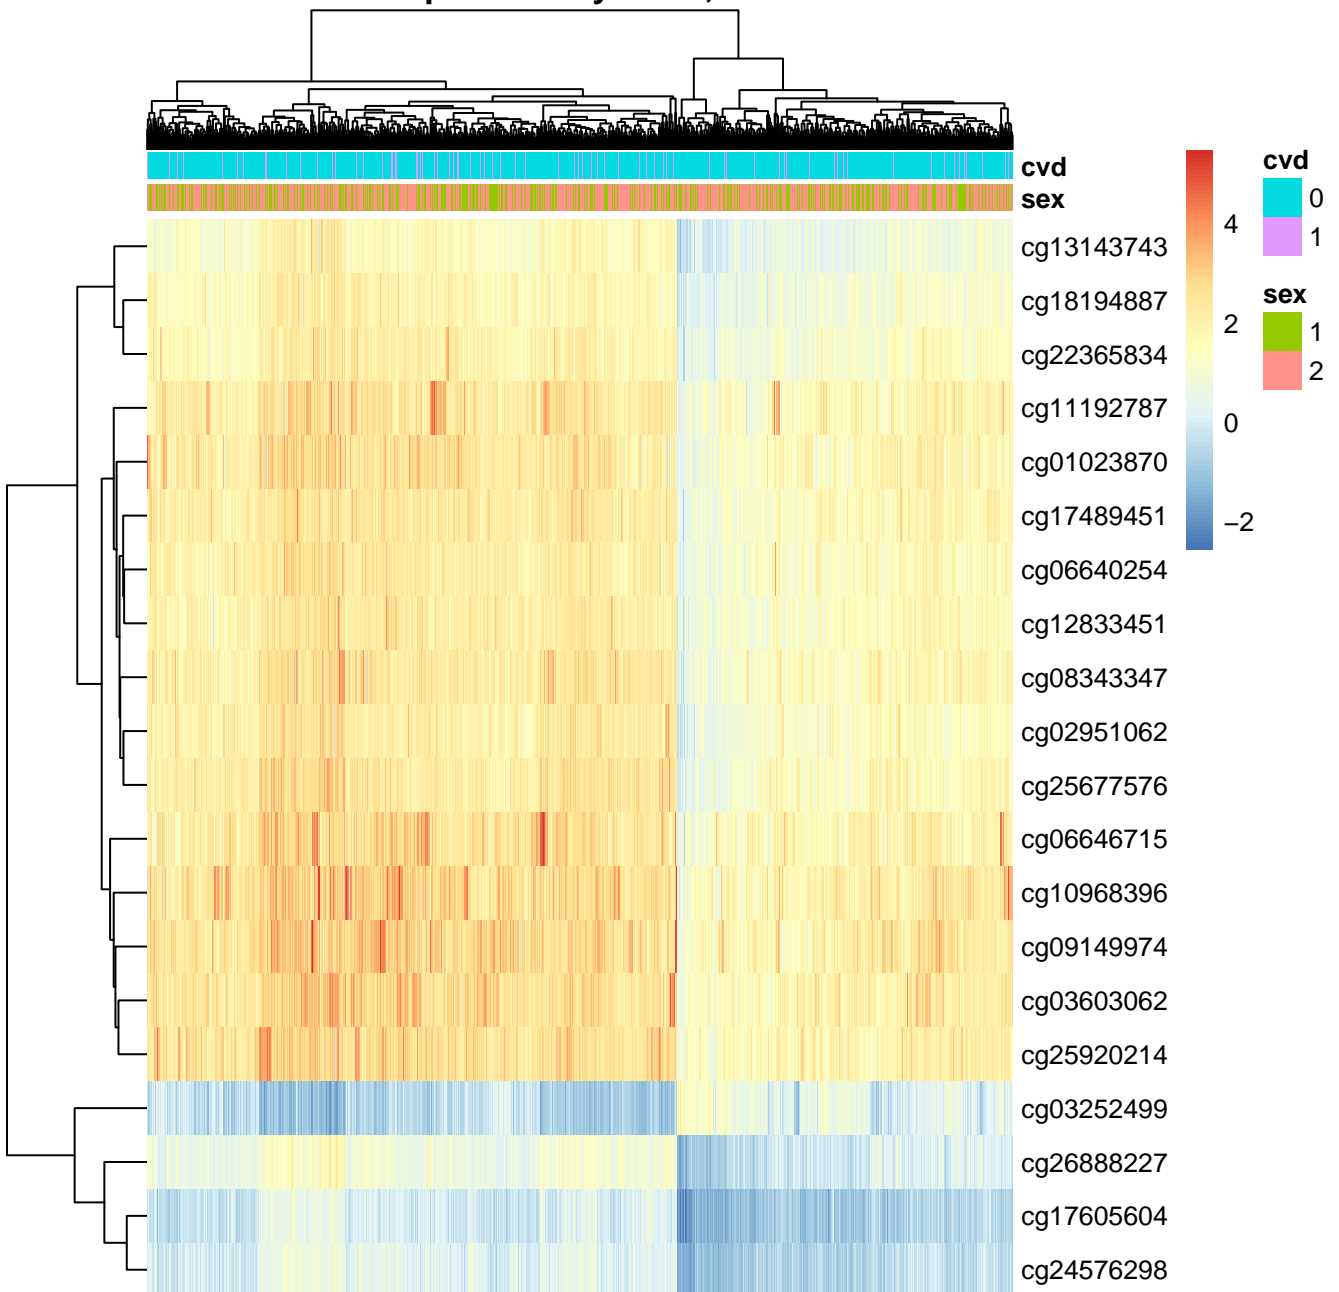 cvd
sex
cg13143743
cg18194887
cg22365834
cg11192787
cg01023870
cg17489451
cg06640254
cg12833451
cg08343347
cg02951062
cg25677576
cg06646715
cg10968396
cg09149974
cg03603062
cg25920214
cg03252499
cg26888227
cg17605604
cg24576298
4
2
0
−2
cvd
0
1
sex
1
2